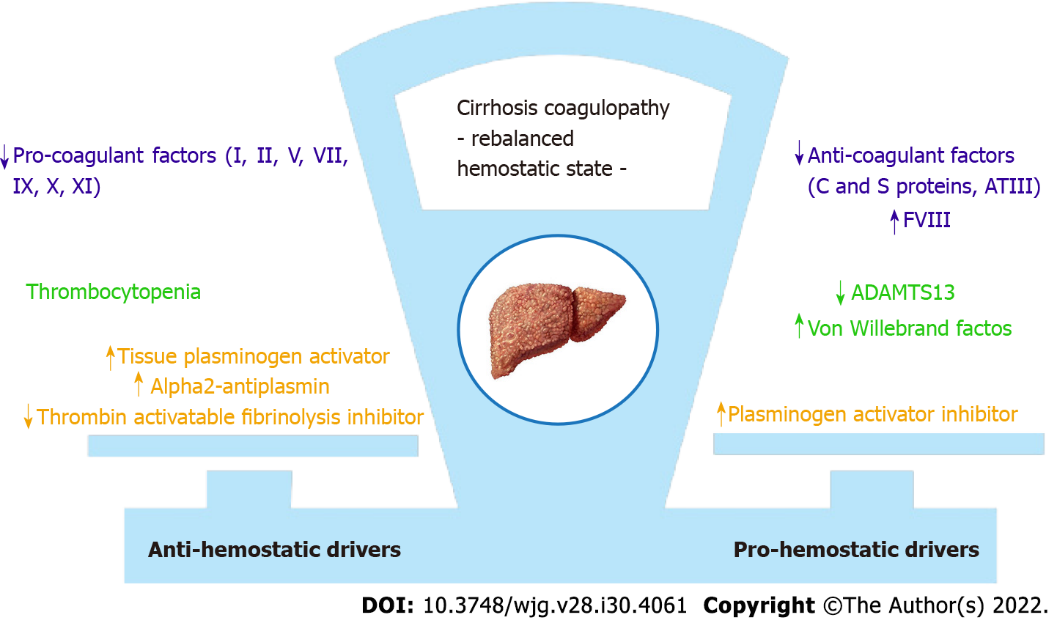 Cirrhosis coagulopathy
- rebalanced
hemostatic state -
↓Pro-coagulant factors (I, II, V, VII,
IX, X, XI)
Thrombocytopenia
↑Tissue plasminogen activator
↑ Alpha2-antiplasmin
↓Thrombin activatable fibrinolysis inhibitor
Anti-hemostatic drivers
↓Anti-coagulant factors
(C and S proteins, ATIII)
↑FVIII
↓ ADAMTS13
↑Von Willebrand factos
↑Plasminogen activator inhibitor
Pro-hemostatic drivers
DOI: 10.3748/wjg.v28.i30.4061 Copyright ©The Author(s) 2022.